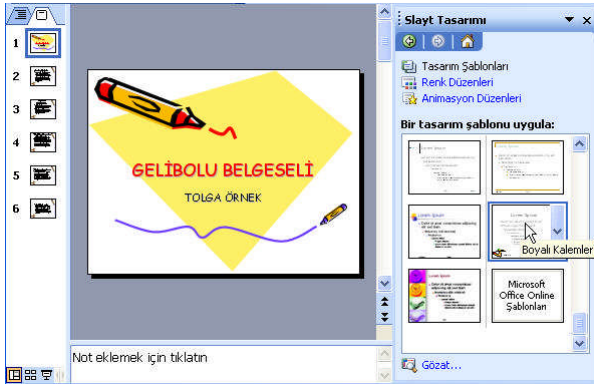 Slayt Tasarımı
1
2
3
4
5
6
GELİBOLU BELGESELİ
TOLGA ÖRNEK
Not eklemek için tıklatın
Tasarım Şablonları
Renk Düzenleri
Animasyon Düzenleri
Bir tasarım şablonu uygula:
Boyalı Kalemler
Microsoft
Office Online
Şablonları
Gözat...